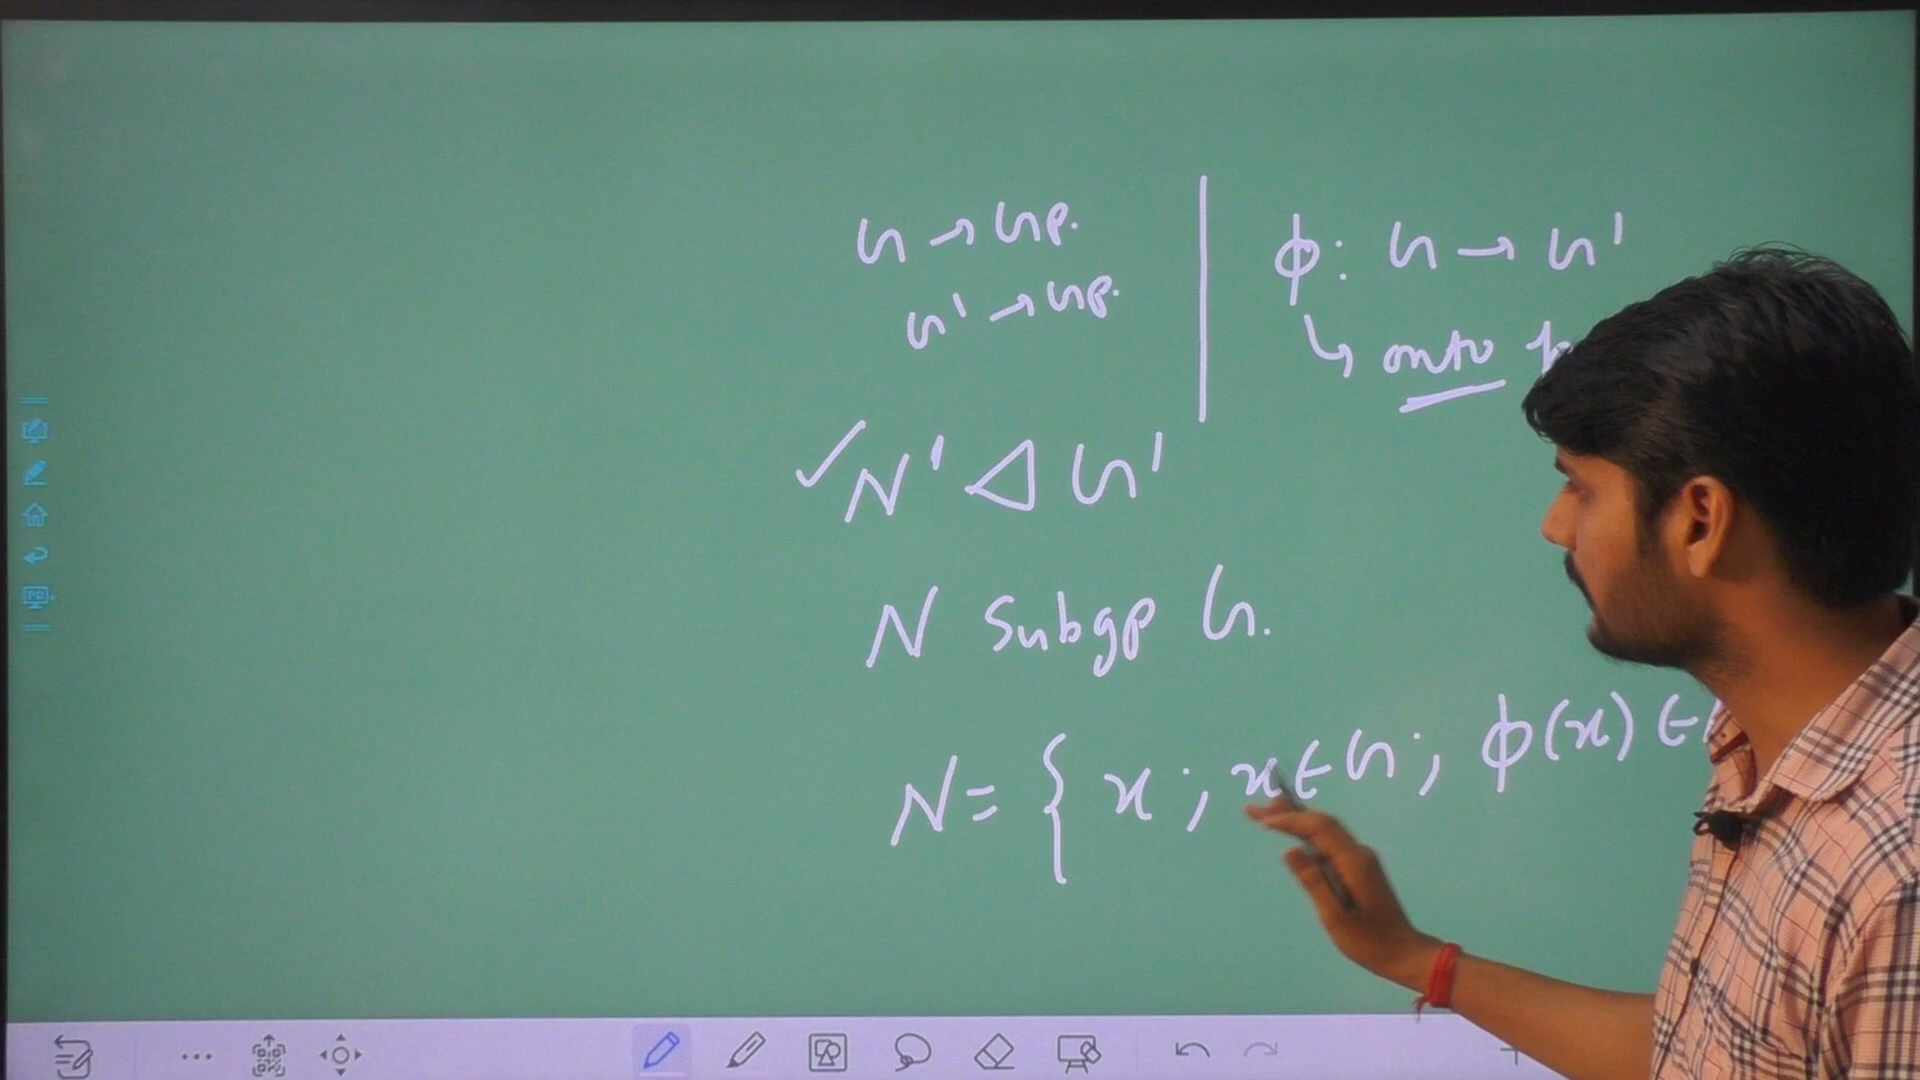 G → gp.
G' → gp.
φ: G → G'
↳ onto
✓ N' △ G'
N subgp G.
N = { x ; x ∈ G ; φ(x) ∈